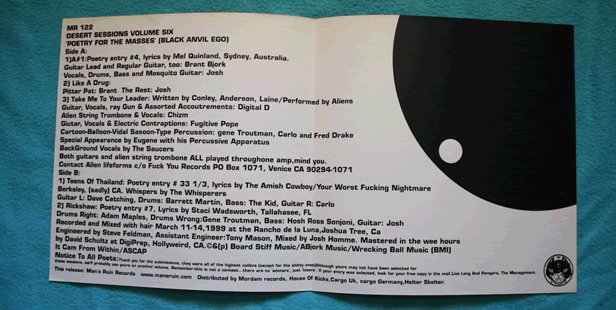 MR 122
DESERT SESSIONS VOLUME SIX
'POETRY FOR THE MASSES' (BLACK ANVIL EGO)
Side A:
1)A#1:Poetry entry #4, lyrics by Mel Quinland, Sydney, Australia.
Guitar Lead and Regular Guitar, too: Brant Bjork
Vocals, Drums, Bass and Mosquito Guitar: Josh
2) Like A Drug:
Pitter Pat: Brant The Rest: Josh
3) Take Me To Your Leader: Written by Conley, Anderson, Laine/Performed by Aliens
Guitar, Vocals, ray Gun & Assorted Accoutrements: Digital D
Alien String Trombone & Vocals: Chizm
Giutar, Vocals & Electric Contraptions: Fugitive Pope
Cartoon-Balloon-Vidal Sasoon-Type Percussion: gene Troutman, Carlo and Fred Drake
Special Appearance by Eugene with his Percussive Apparatus
BackGround Vocals by The Saucers
Both guitars and alien string trombone ALL played throughone amp,mind you.
Contact Alien lifeforms c/o Fuck You Records PO Box 1071, Venice CA 90294-1071
Side B:
1) Teens Of Thailand: Poetry entry # 33 1/3, lyrics by The Amish Cowboy/Your Worst Fucking Nightmare
Berkeley, (sadly) CA. Whispers by The Whisperers
Guitar L: Dave Catching, Drums: Barrett Martin, Bass: The Kid, Guitar R: Carlo
2) Rickshaw: Poetry entry #7, Lyrics by Staci Wadsworth, Tallahasee, FL
Drums Right: Adam Maples, Drums Wrong:Gene Troutman, Bass: Hosh Ross Sonjoni, Guitar: Josh
Recorded and Mixed with hair March 11-14,1999 at the Rancho de la Luna,Joshua Tree, Ca
Engineered by Steve Feldman, Assistant Engineer:Tony Mason, Mixed by Josh Homme. Mastered in the wee hours
by David Schultz at DigiPrep, Hollyweird, CA.©&(p) Board Stiff Music/ABjork Music/Wrecking Ball Music (BMI)
It Cam From Within/ASCAP
Notice To All Poets:Thank you for the submissions, they were all of the highest calibre (except for the shitty ones)Although yours may not have been selected for
these sessions, we'll probably use yours on another volume. Remember-this is not a contest...there are no 'winners', just 'losers'. If your entry was selected, look for your free copy in the mail:Live Long And Perspire, The Management.
This release: Man's Ruin Records www.mansruin.com Distributed by Mordam records, House Of Kicks,Cargo Uk, cargo Germany,Helter Skelter.